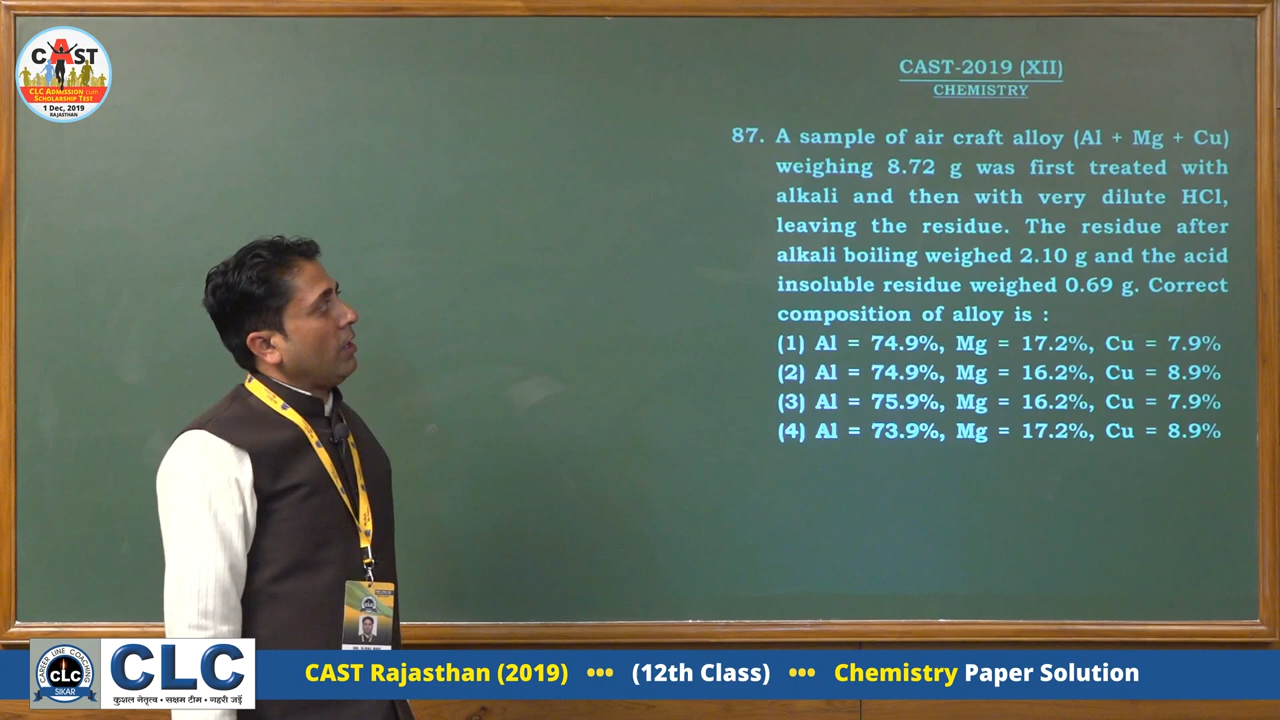 CAST
CLC ADMISSION cum
SCHOLARSHIP TEST
1 Dec, 2019
RAJASTHAN
CAST-2019 (XII)
CHEMISTRY
87. A sample of air craft alloy (Al + Mg + Cu)
weighing 8.72 g was first treated with
alkali and then with very dilute HCl,
leaving the residue. The residue after
alkali boiling weighed 2.10 g and the acid
insoluble residue weighed 0.69 g. Correct
composition of alloy is :
(1) Al = 74.9%, Mg = 17.2%, Cu = 7.9%
(2) Al = 74.9%, Mg = 16.2%, Cu = 8.9%
(3) Al = 75.9%, Mg = 16.2%, Cu = 7.9%
(4) Al = 73.9%, Mg = 17.2%, Cu = 8.9%
CAREER LINE COACHING
CLC
SIKAR
CLC
कुशल नेतृत्व • सक्षम टीम • गहरी जड़ें
CAST Rajasthan (2019) ••• (12th Class) ••• Chemistry Paper Solution